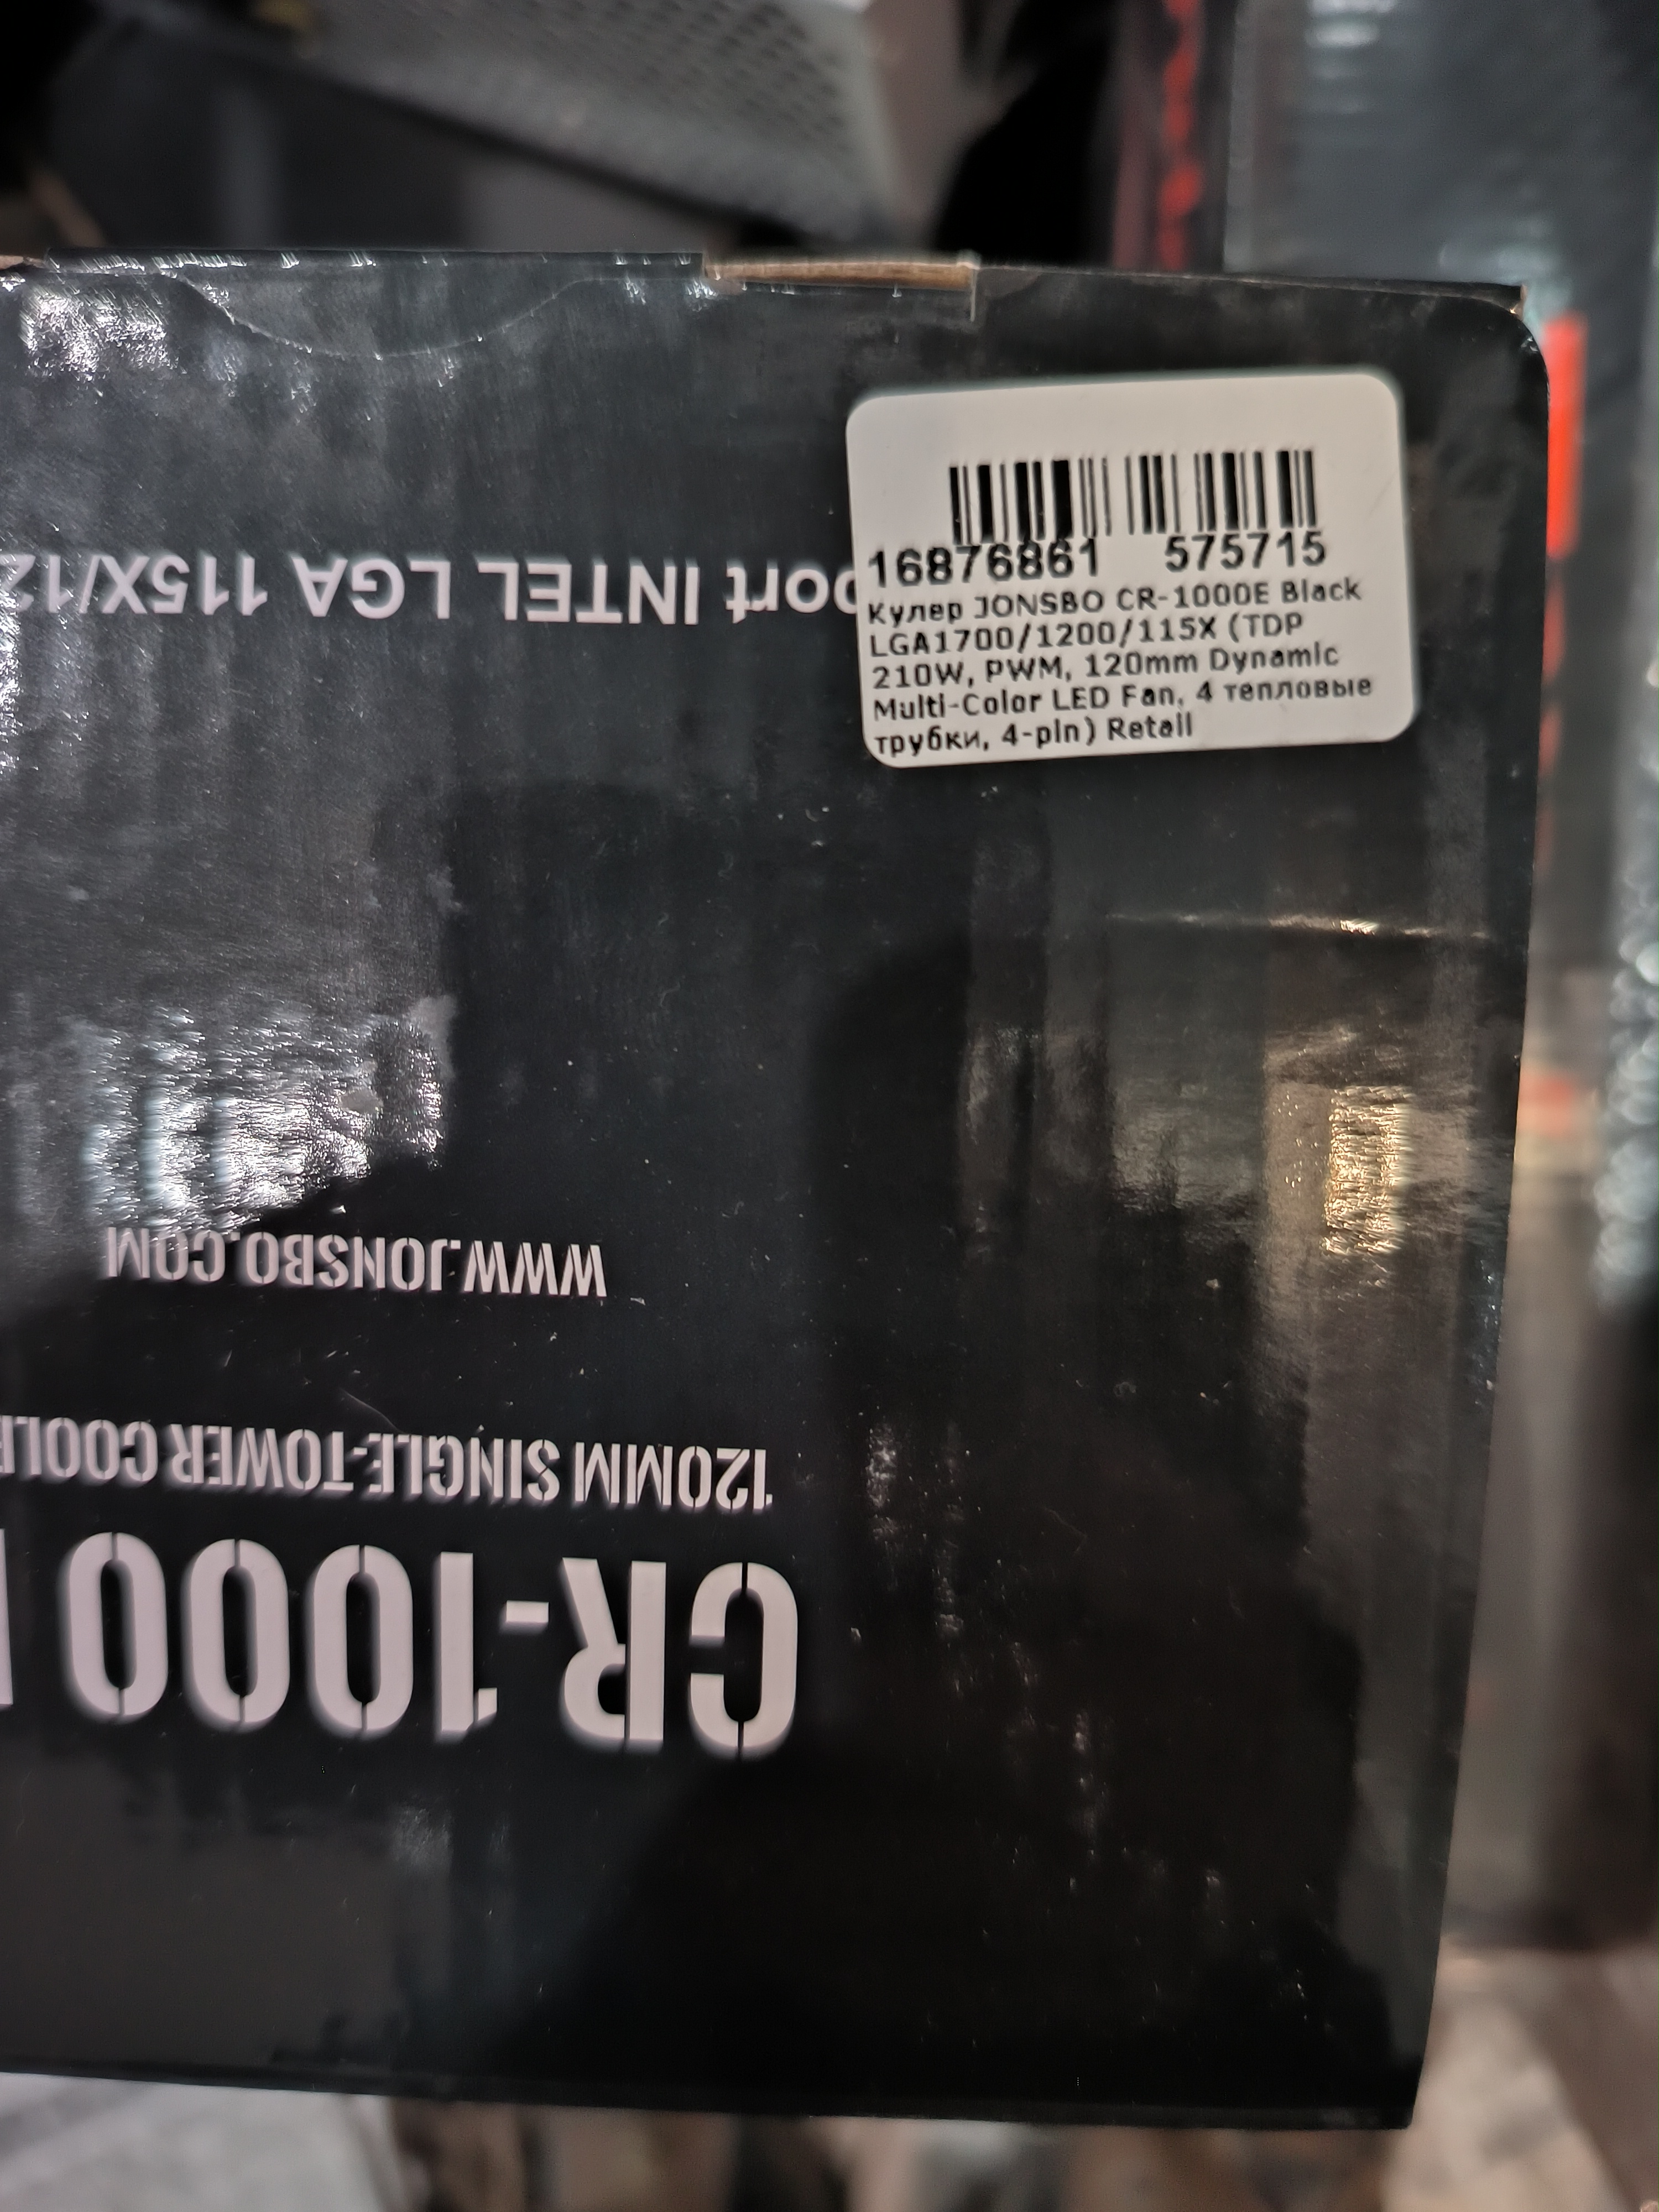 16876861 575715
Кулер JONSBO CR-1000E Black
LGA1700/1200/115X (TDP
210W, PWM, 120mm Dynamic
Multi-Color LED Fan, 4 тепловые
трубки, 4-pin) Retail
CR-1000
120MM SINGLE-TOWER
WWW.JONSBO.COM
INTEL LGA 115X/12